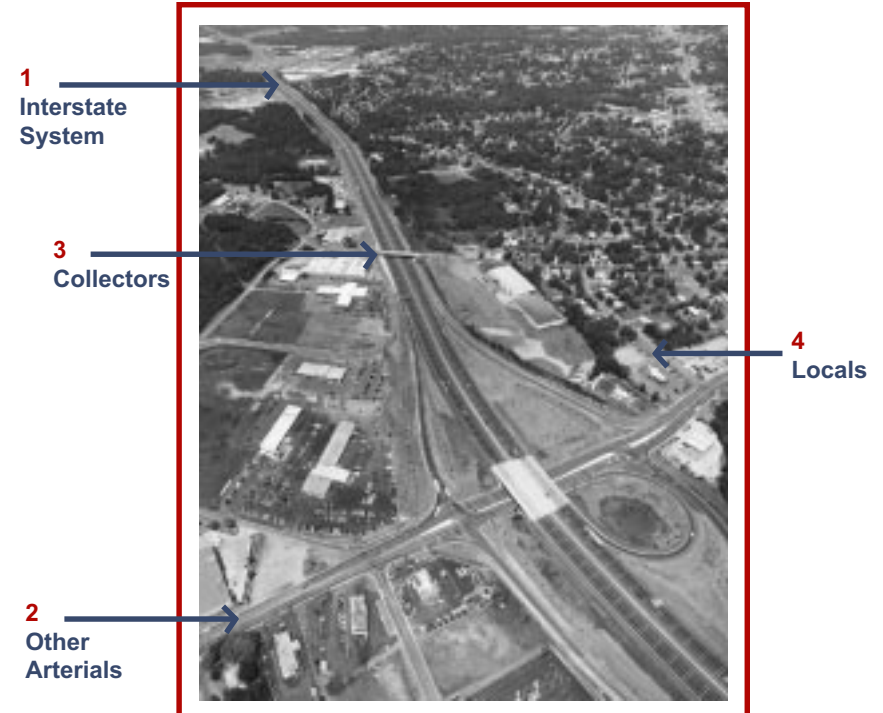 1
Interstate
System
3
Collectors
4
Locals
2
Other
Arterials